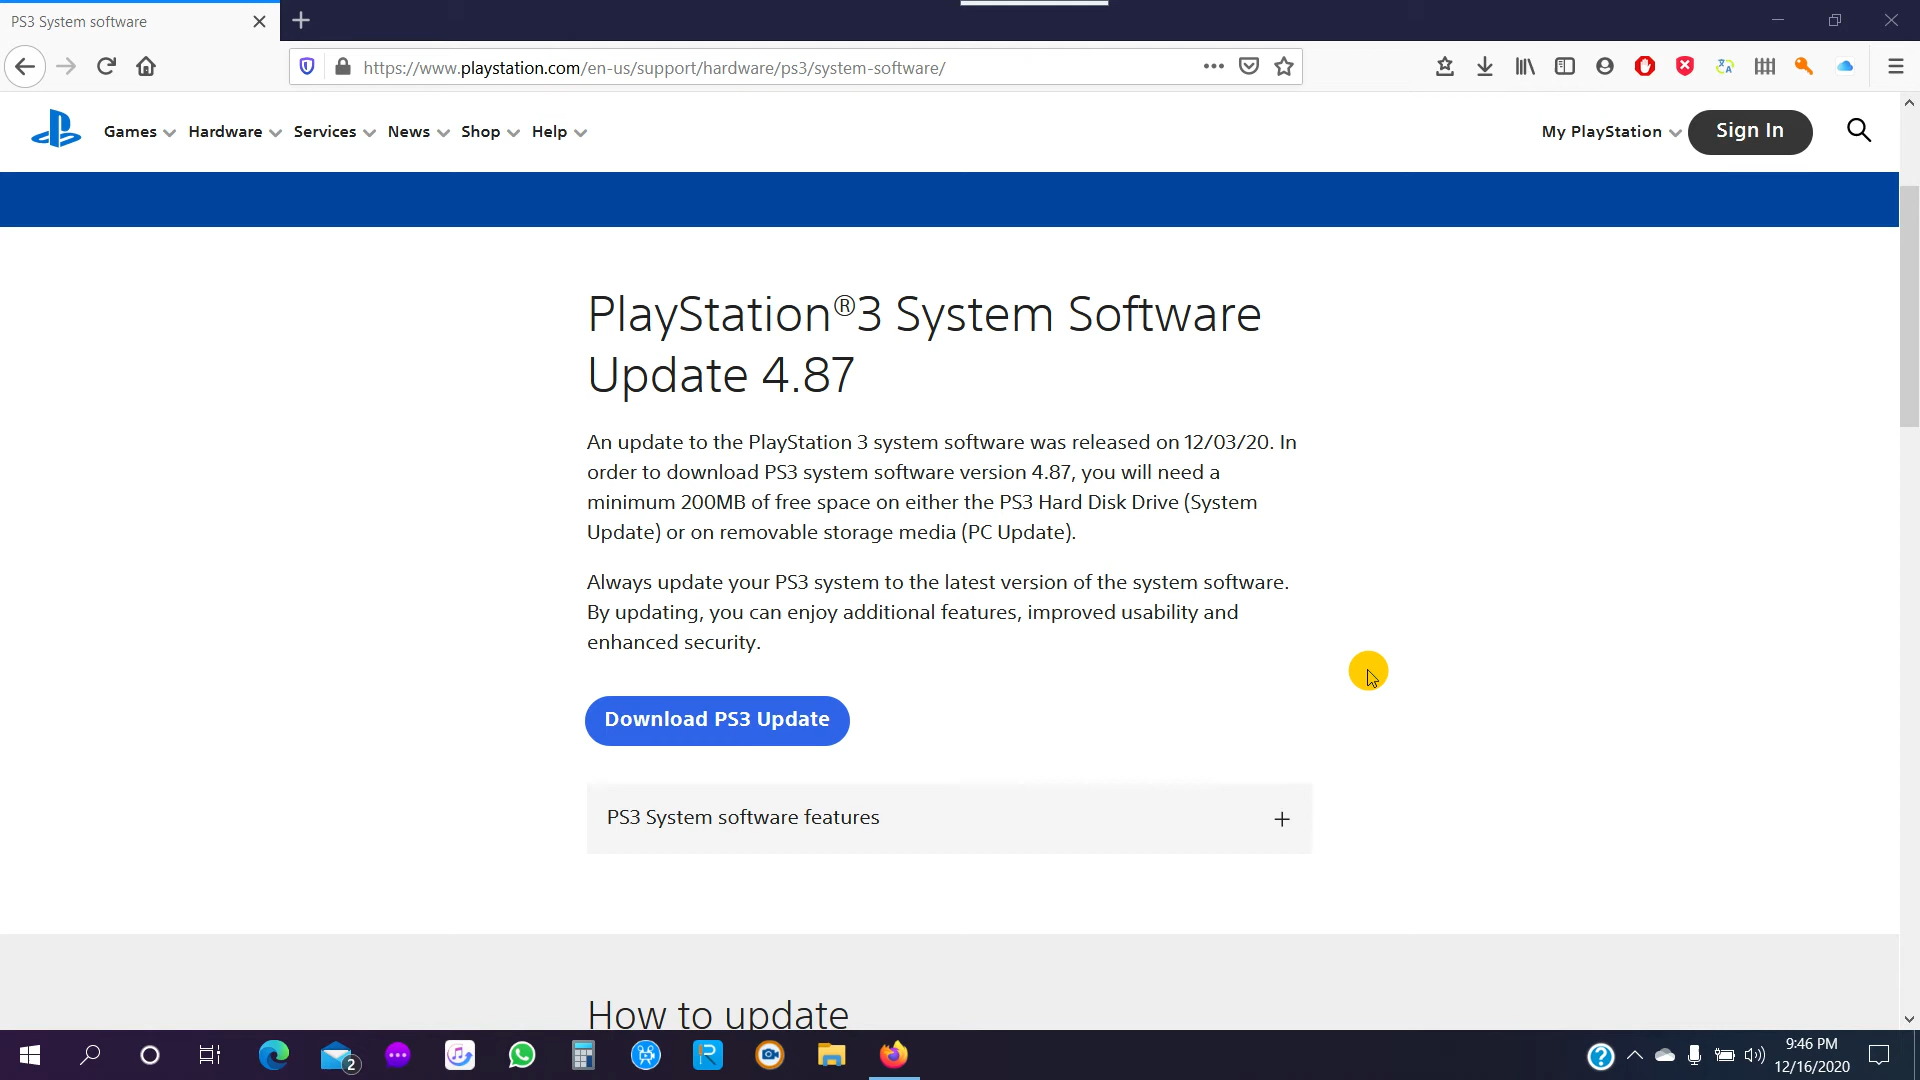 PS3 System software
https://www.playstation.com/en-us/support/hardware/ps3/system-software/
Games Hardware Services News Shop Help My PlayStation Sign In
PlayStation®3 System Software
Update 4.87
An update to the PlayStation 3 system software was released on 12/03/20. In
order to download PS3 system software version 4.87, you will need a
minimum 200MB of free space on either the PS3 Hard Disk Drive (System
Update) or on removable storage media (PC Update).
Always update your PS3 system to the latest version of the system software.
By updating, you can enjoy additional features, improved usability and
enhanced security.
Download PS3 Update
PS3 System software features
How to update
2
9:46 PM
12/16/2020